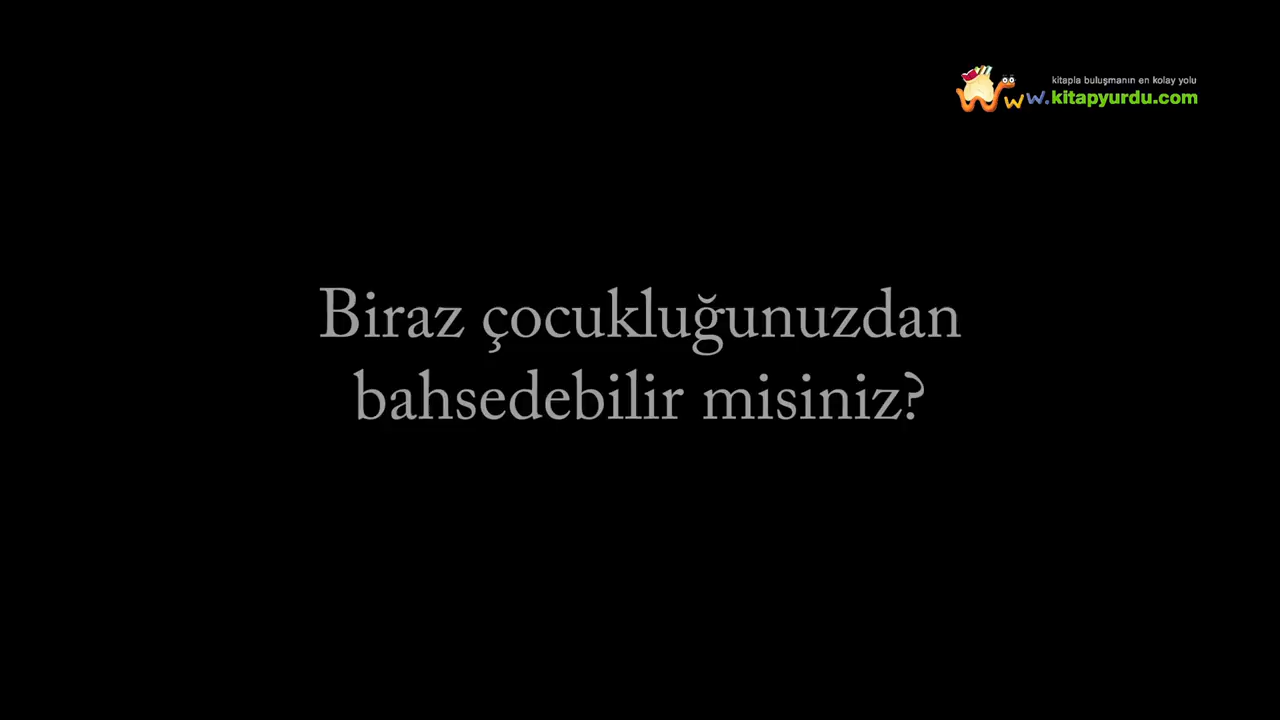 kitapla buluşmanın en kolay yolu
www.kitapyurdu.com
Biraz çocukluğunuzdan
bahsedebilir misiniz?